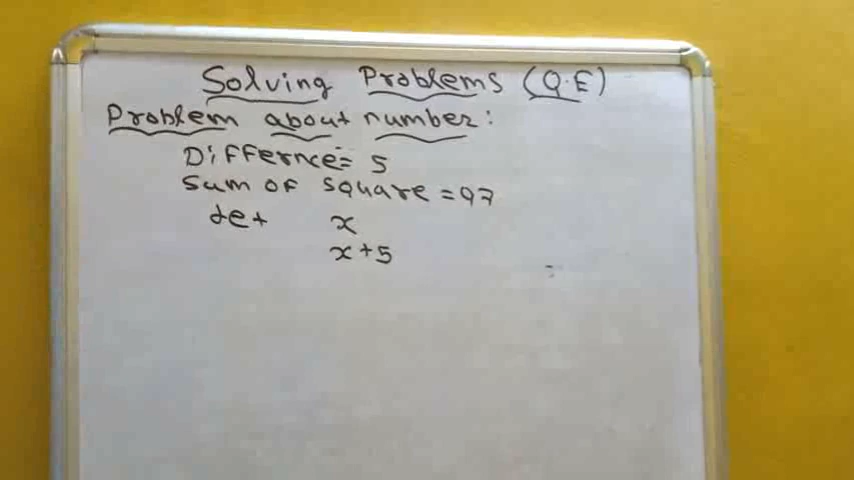 Solving Problems (Q.E)
Problem about number:
Differnce= 5
Sum of square = 97
Let x
x+5